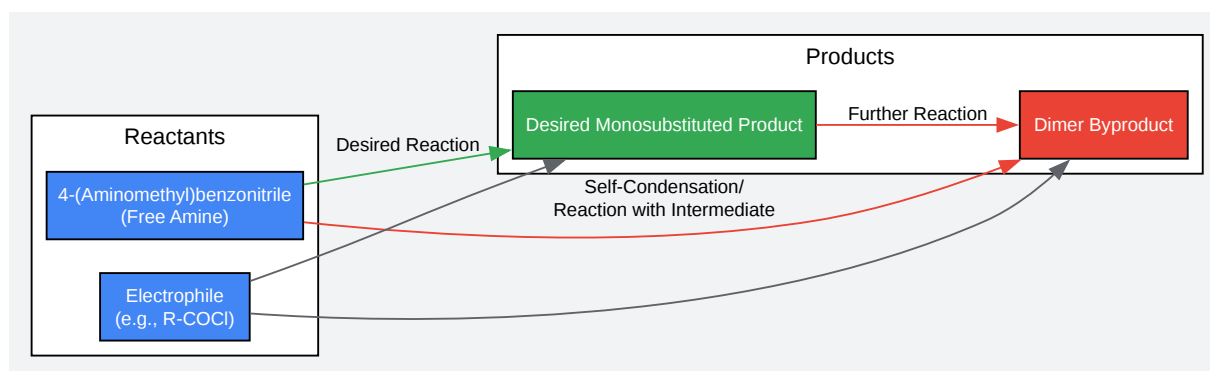 Reactants
4-(Aminomethyl)benzonitrile
(Free Amine)
Electrophile
(e.g., R-COCl)
Desired Reaction
Products
Desired Monosubstituted Product
Further Reaction
Dimer Byproduct
Self-Condensation/
Reaction with Intermediate